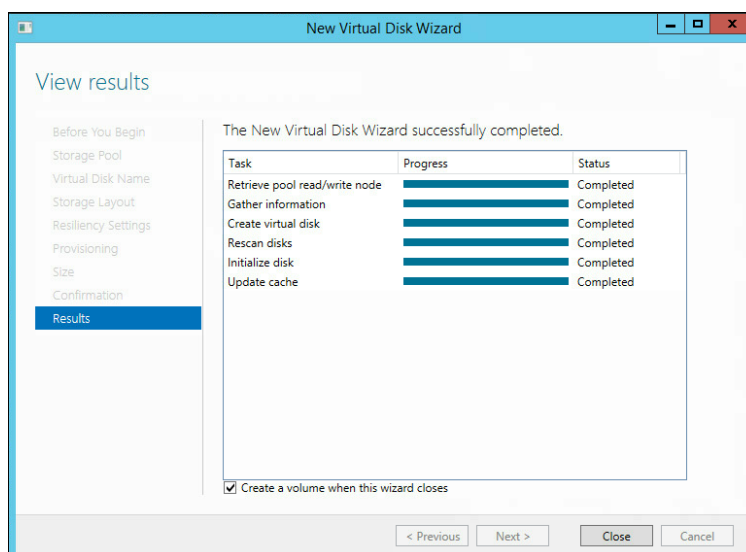 New Virtual Disk Wizard
View results
Before You Begin
Storage Pool
Virtual Disk Name
Storage Layout
Resiliency Settings
Provisioning
Size
Confirmation
Results
The New Virtual Disk Wizard successfully completed.
Task Progress Status
Retrieve pool read/write node Completed
Gather information Completed
Create virtual disk Completed
Rescan disks Completed
Initialize disk Completed
Update cache Completed
Create a volume when this wizard closes
< Previous Next > Close Cancel